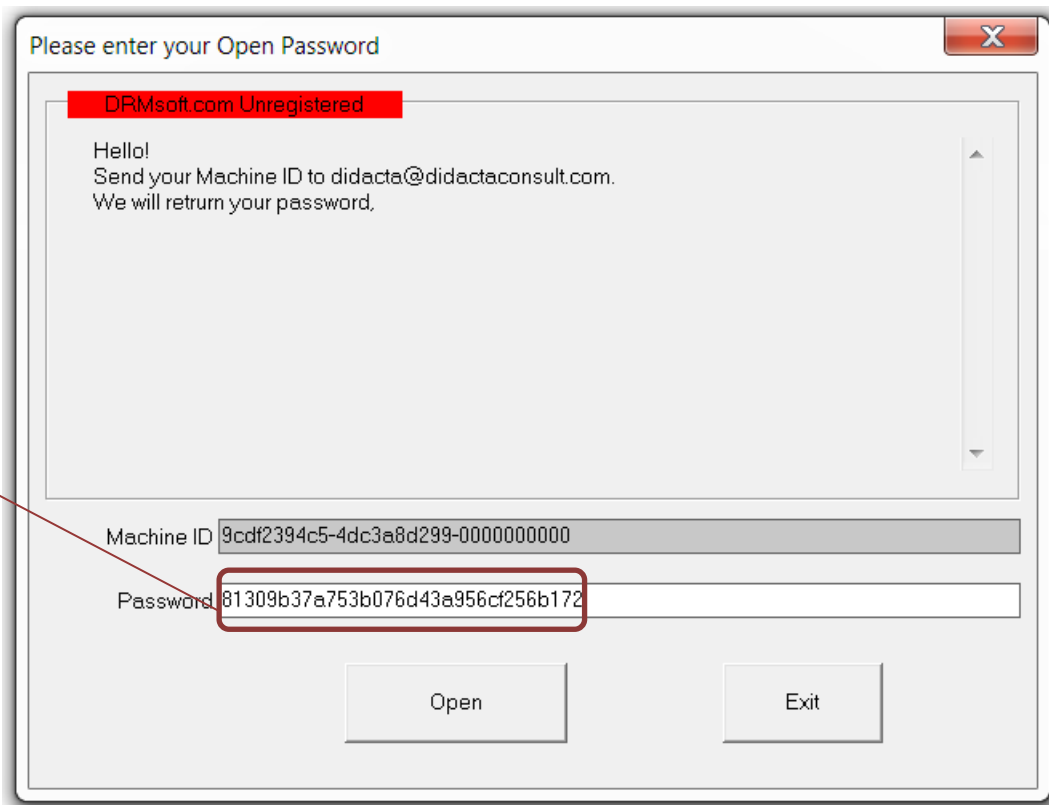 Please enter your Open Password
DRMsoft.com Unregistered
Hello!
Send your Machine ID to didacta@didactaconsult.com.
We will retrurn your password,
Machine ID 9cdf2394c5-4dc3a8d299-0000000000
Password 81309b37a753b076d43a956cf256b172
Open Exit